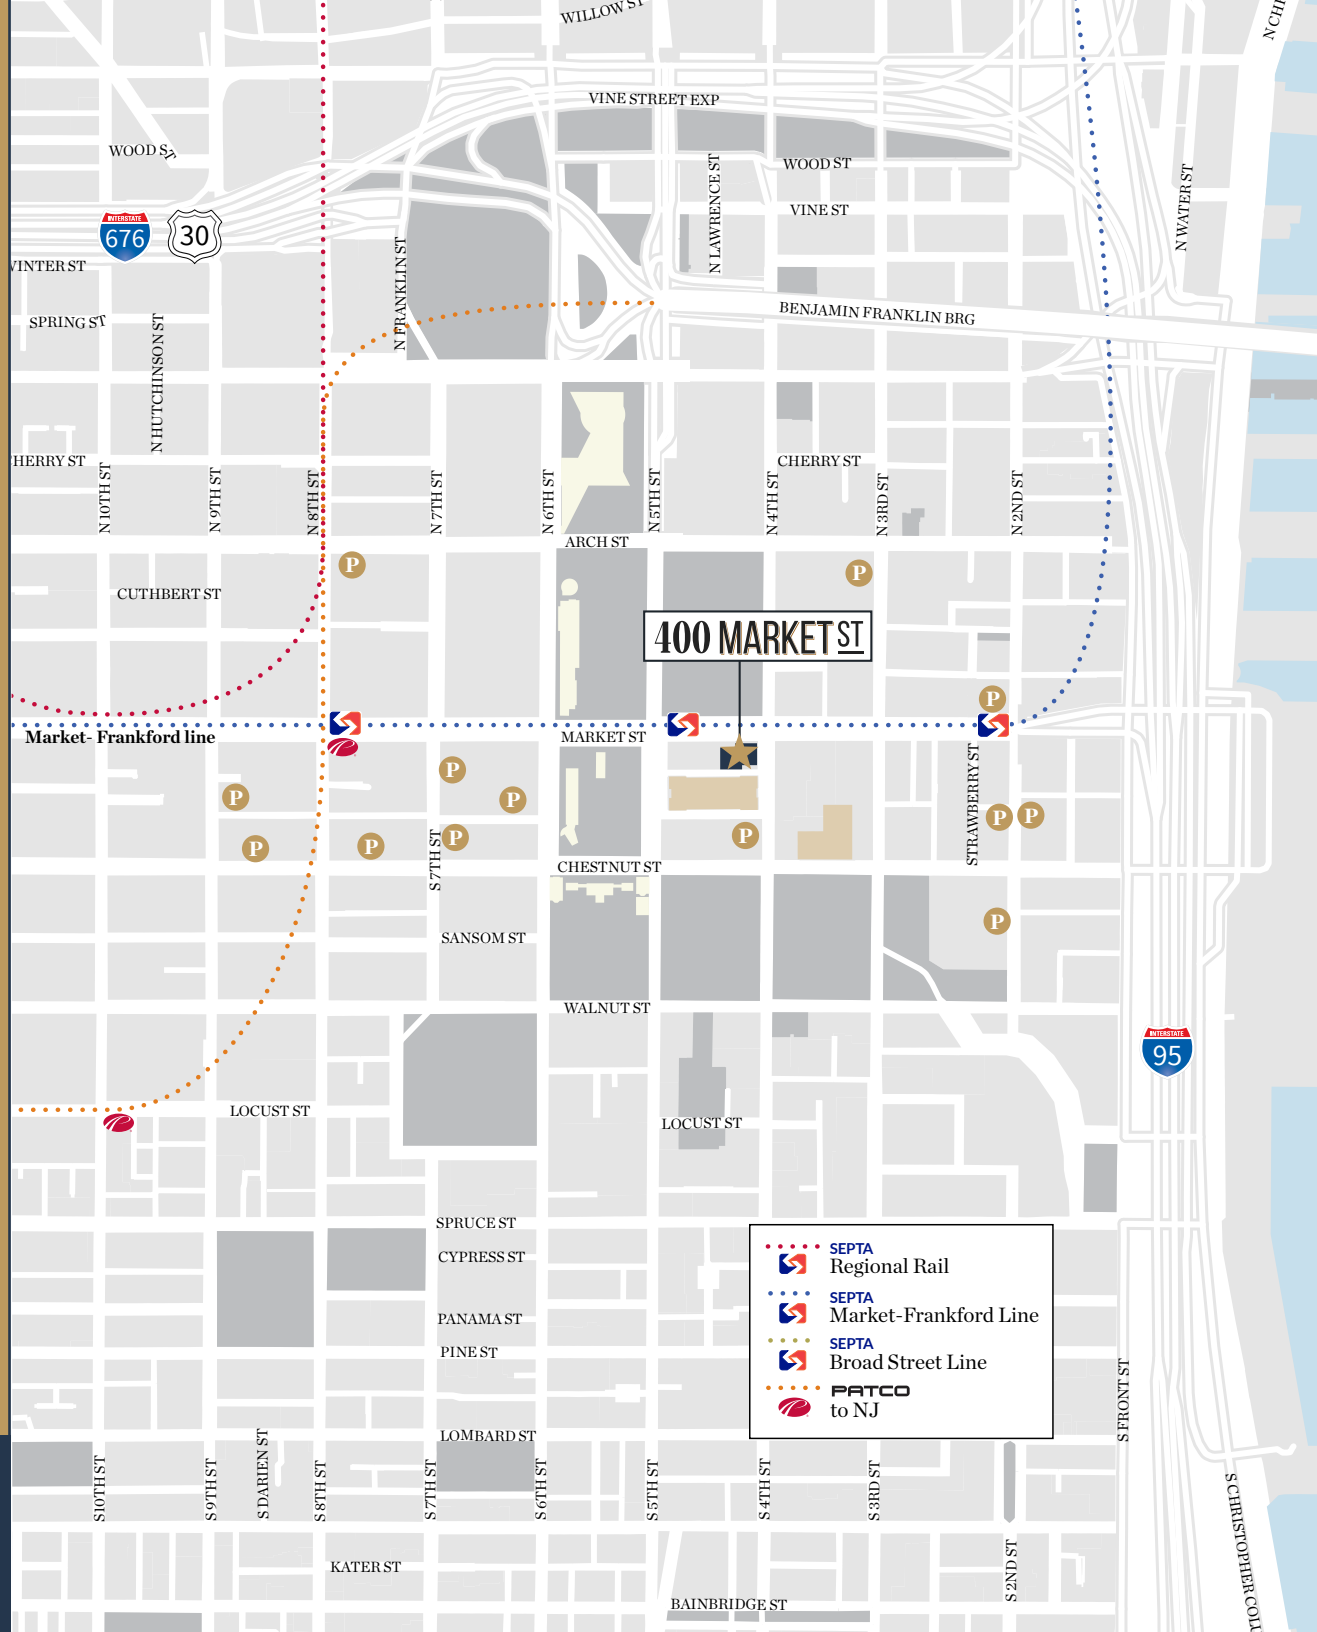 WILLOW ST
N CHR
VINE STREET EXP
WOOD ST
WOOD ST
N LAWRENCE ST
VINE ST
N WATER ST
INTERSTATE
676
30
VINTER ST
N FRANKLIN ST
SPRING ST
N HUTCHINSON ST
BENJAMIN FRANKLIN BRG
HERRY ST
CHERRY ST
N 10TH ST
N 9TH ST
N 8TH ST
N 7TH ST
N 6TH ST
N 5TH ST
N 4TH ST
N 3RD ST
N 2ND ST
ARCH ST
P
P
CUTHBERT ST
400 MARKET ST
P
Market- Frankford line
MARKET ST
STRAWBERRY ST
P
P
P
P
P
P
P
P
P
P
S 7TH ST
CHESTNUT ST
P
SANSOM ST
WALNUT ST
INTERSTATE
95
LOCUST ST
LOCUST ST
SPRUCE ST
CYPRESS ST
PANAMA ST
PINE ST
SEPTA
Regional Rail
SEPTA
Market-Frankford Line
SEPTA
Broad Street Line
PATCO
to NJ
S FRONT ST
LOMBARD ST
S 10TH ST
S 9TH ST
S DARIEN ST
S 8TH ST
S 7TH ST
S 6TH ST
S 5TH ST
S 4TH ST
S 3RD ST
S 2ND ST
S CHRISTOPHER COLU
KATER ST
BAINBRIDGE ST